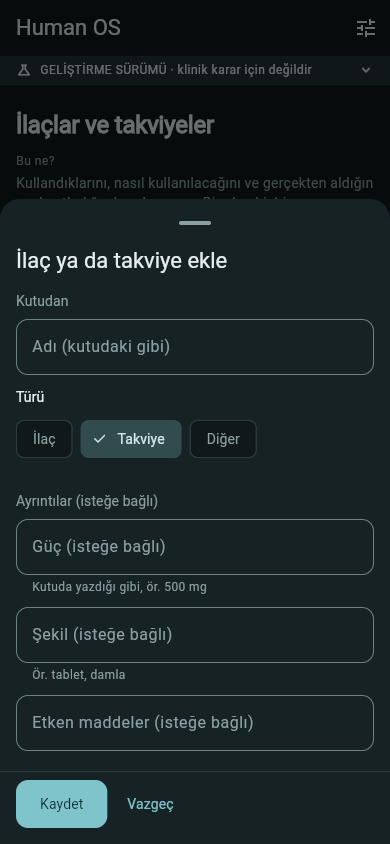 Human OS
GELİŞTİRME SÜRÜMÜ · klinik karar için değildir
İlaçlar ve takviyeler
Bu ne?
Kullandıklarını, nasıl kullanılacağını ve gerçekten aldığın
İlaç ya da takviye ekle
Kutudan
Adı (kutudaki gibi)
Türü
İlaç
Takviye
Diğer
Ayrıntılar (isteğe bağlı)
Güç (isteğe bağlı)
Kutuda yazdığı gibi, ör. 500 mg
Şekil (isteğe bağlı)
Ör. tablet, damla
Etken maddeler (isteğe bağlı)
Kaydet
Vazgeç